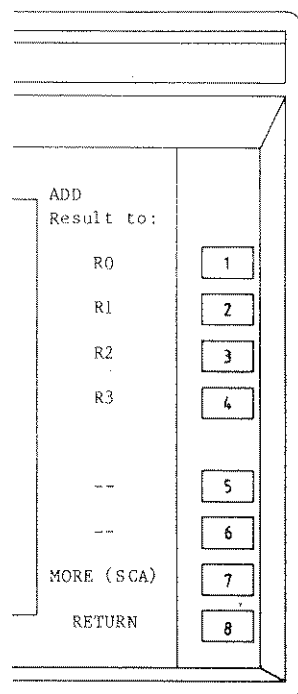 ADD
Result to:
R0 1
R1 2
R2 3
R3 4
-- 5
-- 6
MORE (SCA) 7
RETURN 8